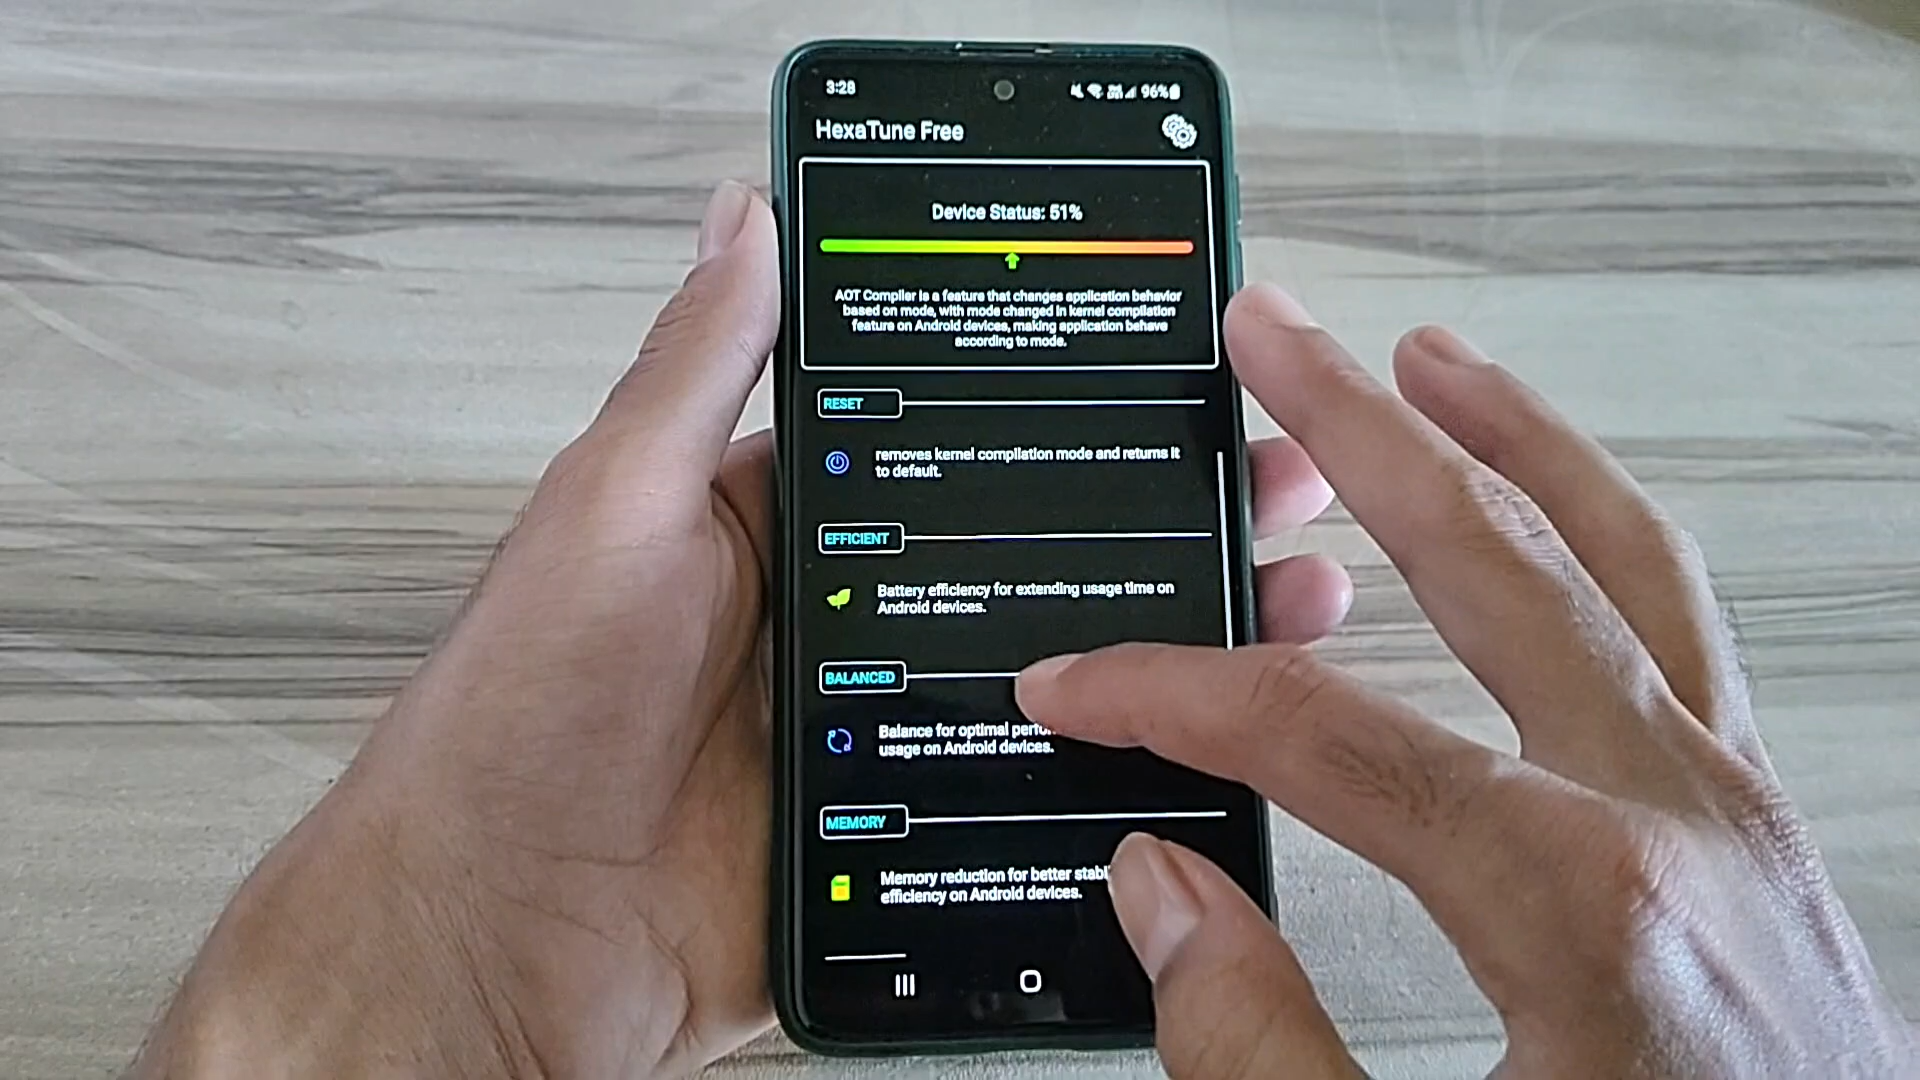 3:28
96%
HexaTune Free
Device Status: 51%
AOT Compiler is a feature that changes application behavior
based on mode, with mode changed in kernel compilation
feature on Android devices, making application behave
according to mode.
RESET
removes kernel compilation mode and returns it
to default.
EFFICIENT
Battery efficiency for extending usage time on
Android devices.
BALANCED
Balance for optimal
usage on Android devices.
MEMORY
Memory reduction for better
efficiency on Android devices.